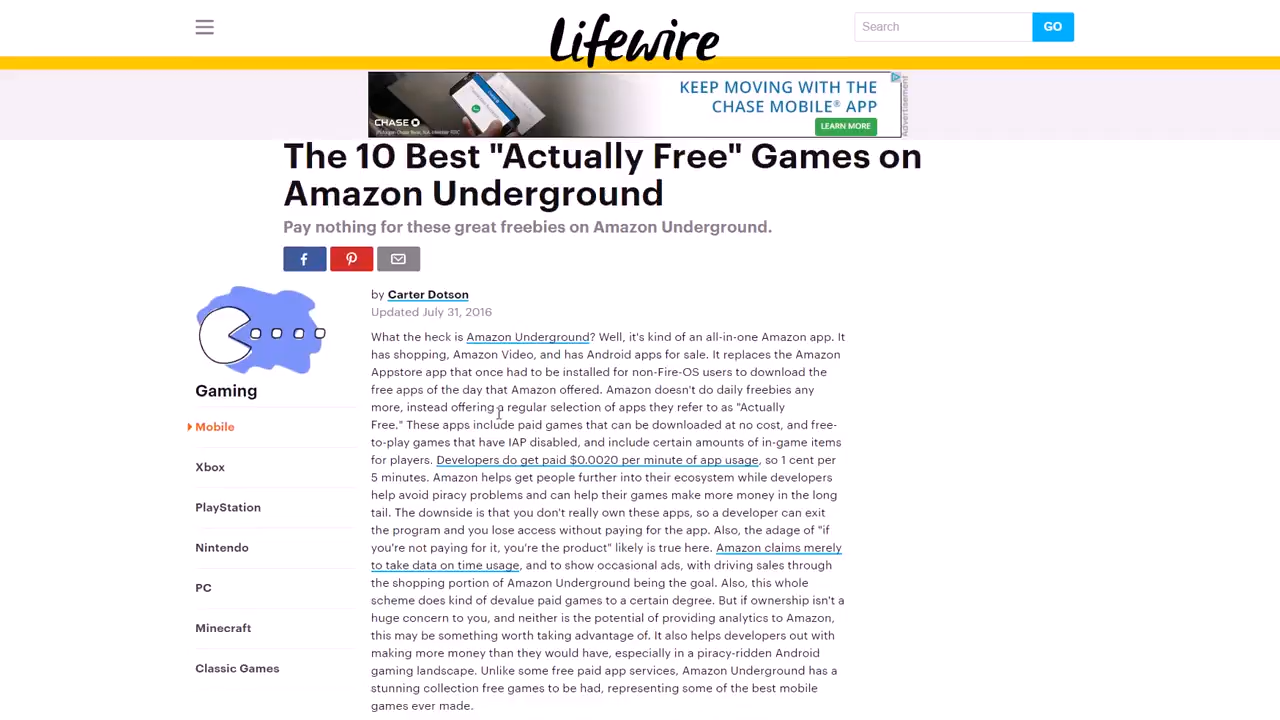 Lifewire
Search
GO
KEEP MOVING WITH THE
CHASE MOBILE® APP
CHASE
LEARN MORE
Advertisement
The 10 Best "Actually Free" Games on
Amazon Underground
Pay nothing for these great freebies on Amazon Underground.
by Carter Dotson
Updated July 31, 2016
What the heck is Amazon Underground? Well, it's kind of an all-in-one Amazon app. It
has shopping, Amazon Video, and has Android apps for sale. It replaces the Amazon
Appstore app that once had to be installed for non-Fire-OS users to download the
free apps of the day that Amazon offered. Amazon doesn't do daily freebies any
more, instead offering a regular selection of apps they refer to as "Actually
Free." These apps include paid games that can be downloaded at no cost, and free-
to-play games that have IAP disabled, and include certain amounts of in-game items
for players. Developers do get paid $0.0020 per minute of app usage, so 1 cent per
5 minutes. Amazon helps get people further into their ecosystem while developers
help avoid piracy problems and can help their games make more money in the long
tail. The downside is that you don't really own these apps, so a developer can exit
the program and you lose access without paying for the app. Also, the adage of "if
you're not paying for it, you're the product" likely is true here. Amazon claims merely
to take data on time usage, and to show occasional ads, with driving sales through
the shopping portion of Amazon Underground being the goal. Also, this whole
scheme does kind of devalue paid games to a certain degree. But if ownership isn't a
huge concern to you, and neither is the potential of providing analytics to Amazon,
this may be something worth taking advantage of. It also helps developers out with
making more money than they would have, especially in a piracy-ridden Android
gaming landscape. Unlike some free paid app services, Amazon Underground has a
stunning collection free games to be had, representing some of the best mobile
games ever made.
Gaming
Mobile
Xbox
PlayStation
Nintendo
PC
Minecraft
Classic Games